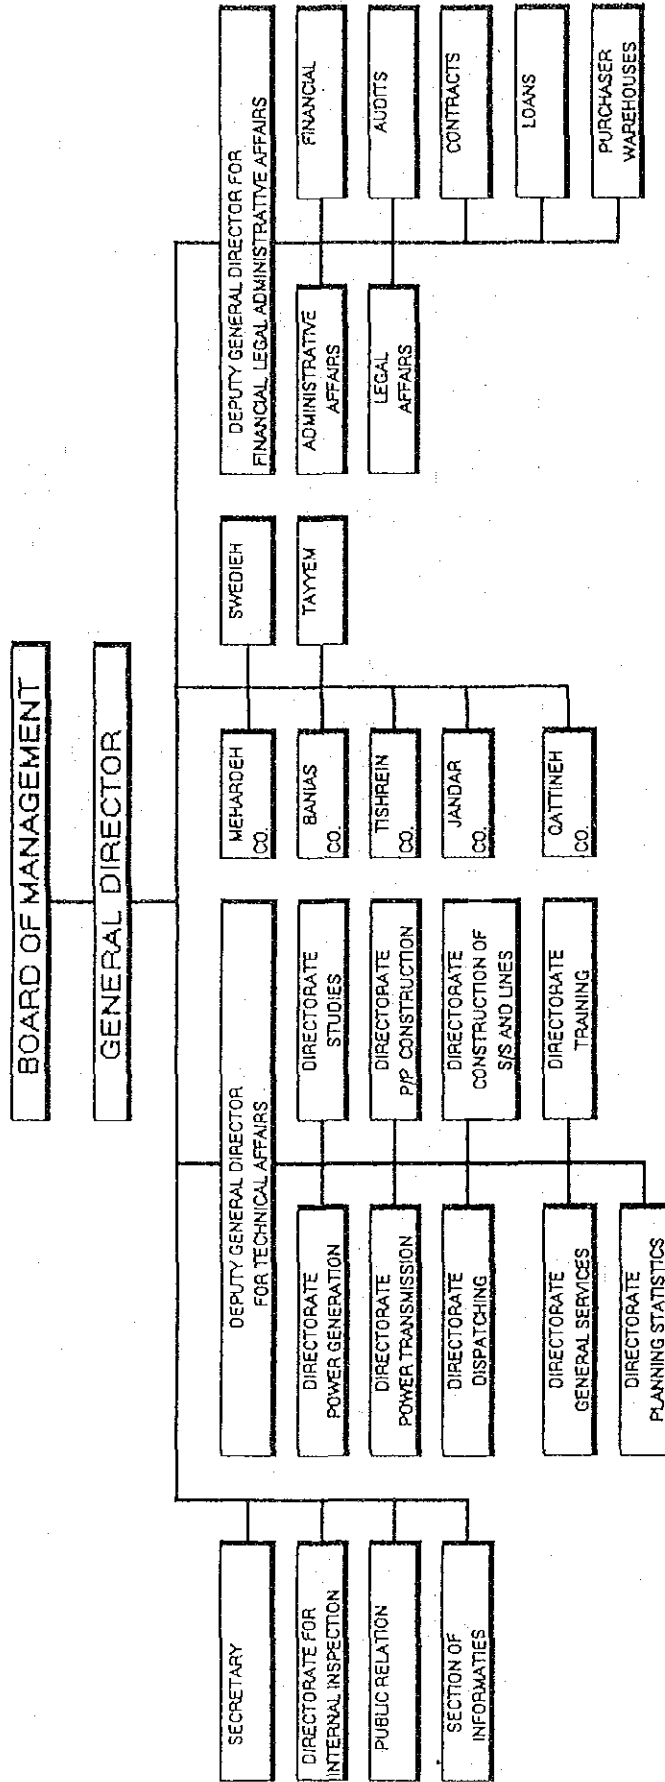 BOARD OF MANAGEMENT
GENERAL DIRECTOR
SECRETARY
DIRECTORATE FOR
INTERNAL INSPECTION
PUBLIC RELATION
SECTION OF
INFORMATIES
DEPUTY GENERAL DIRECTOR
FOR TECHNICAL AFFAIRS
DIRECTORATE
POWER GENERATION
DIRECTORATE
STUDIES
DIRECTORATE
POWER TRANSMISSION
DIRECTORATE
P/P CONSTRUCTION
DIRECTORATE
DISPATCHING
DIRECTORATE
CONSTRUCTION OF
S/S AND LINES
DIRECTORATE
GENERAL SERVICES
DIRECTORATE
TRAINING
DIRECTORATE
PLANNING STATISTICS
MEHARDEH
CO.
SWEDIEH
BANIAS
CO.
TAYYEM
TISHREIN
CO.
JANDAR
CO.
QATTINEH
CO.
DEPUTY GENERAL DIRECTOR FOR
FINANCIAL, LEGAL ADMINISTRATIVE AFFAIRS
ADMINISTRATIVE
AFFAIRS
FINANCIAL
LEGAL
AFFAIRS
AUDITS
CONTRACTS
LOANS
PURCHASER
WAREHOUSES